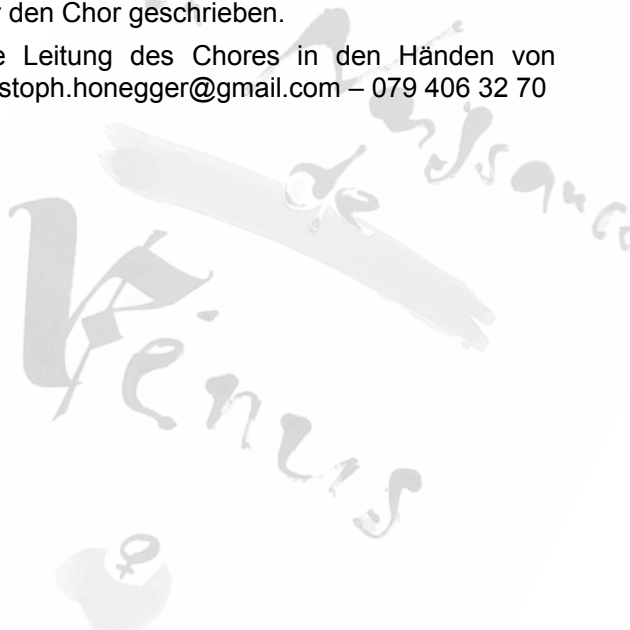 den Chor geschrieben.
Leitung des Chores in den Händen von
stoph.honegger@gmail.com – 079 406 32 70
Naissance
de
Vénus
♀